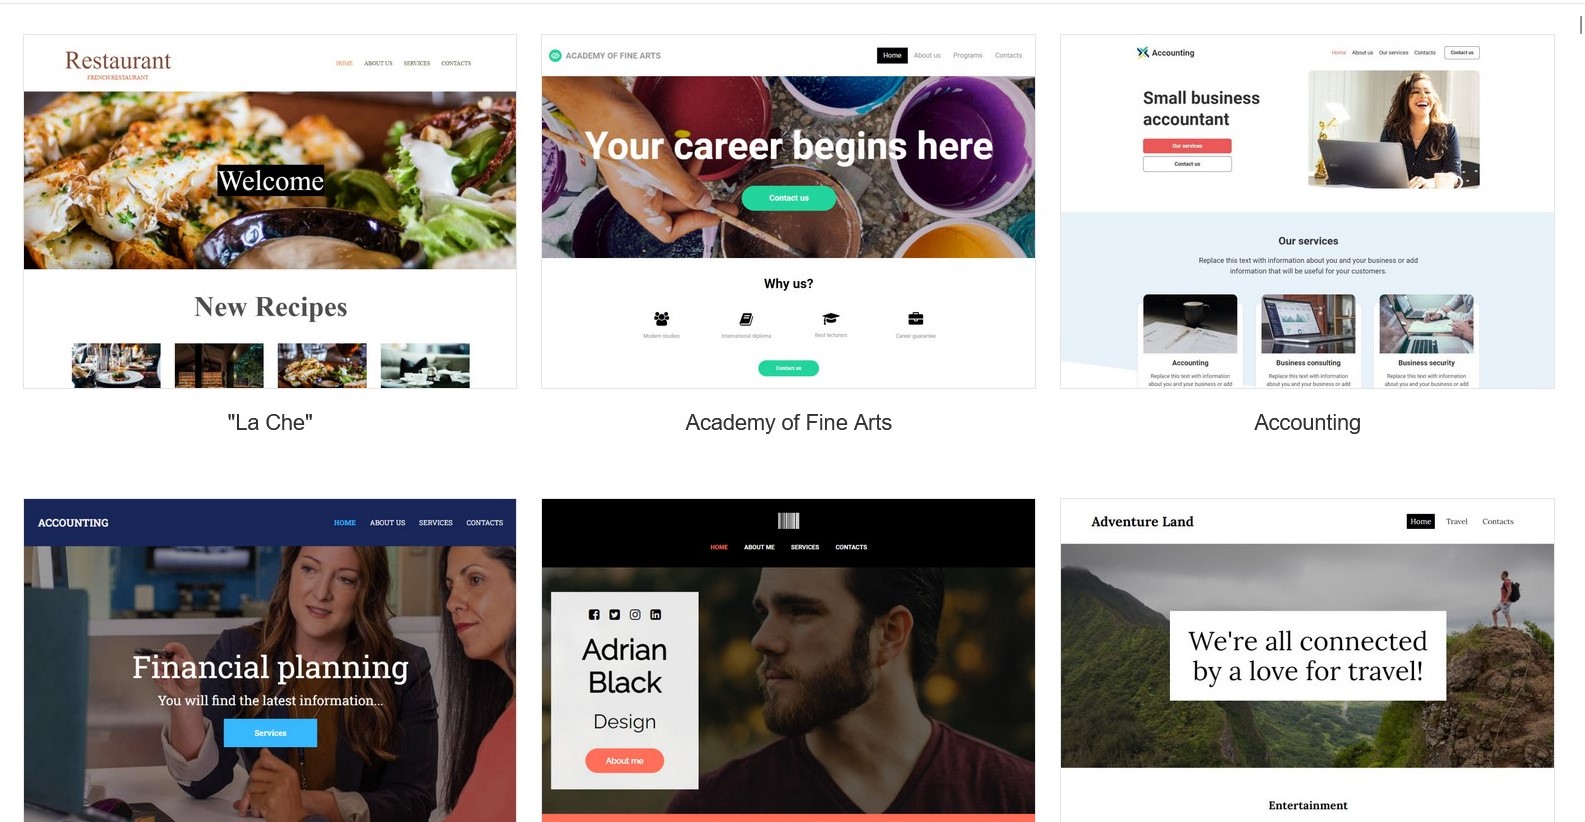 Restaurant
FRENCH RESTAURANT
HOME ABOUT US SERVICES CONTACTS
Welcome
New Recipes
"La Che"
ACADEMY OF FINE ARTS
Home About us Programs Contacts
Your career begins here
Contact us
Why us?
Modern studies International diploma Best lecturers Career guarantee
Contact us
Academy of Fine Arts
Accounting
Home About us Our services Contacts Contact us
Small business
accountant
Our services
Contact us
Our services
Replace this text with information about you and your business or add
information that will be useful for your customers.
Accounting
Replace this text with information
about you and your business or add
Business consulting
Replace this text with information
about you and your business or add
Business security
Replace this text with information
about you and your business or add
Accounting
ACCOUNTING
HOME ABOUT US SERVICES CONTACTS
Financial planning
You will find the latest information...
Services
HOME ABOUT ME SERVICES CONTACTS
Adrian
Black
Design
About me
Adventure Land
Home Travel Contacts
We're all connected
by a love for travel!
Entertainment